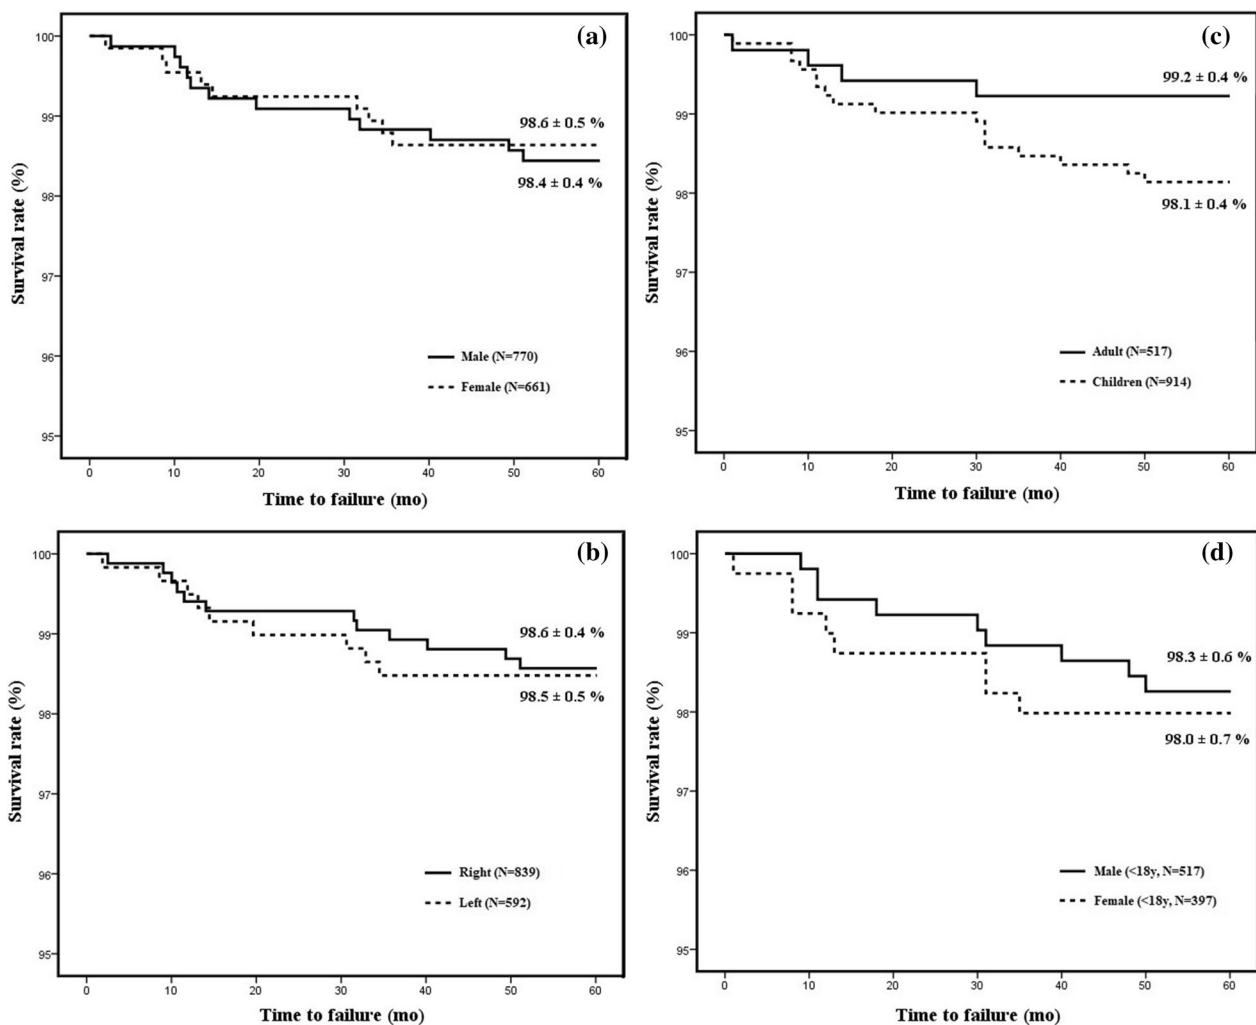 (a)
Survival rate (%)
100
99
98
97
96
95
98.6 ± 0.5 %
98.4 ± 0.4 %
Male (N=770)
Female (N=661)
0 10 20 30 40 50 60
Time to failure (mo)
(c)
Survival rate (%)
100
99
98
97
96
95
99.2 ± 0.4 %
98.1 ± 0.4 %
Adult (N=517)
Children (N=914)
0 10 20 30 40 50 60
Time to failure (mo)
(b)
Survival rate (%)
100
99
98
97
96
95
98.6 ± 0.4 %
98.5 ± 0.5 %
Right (N=839)
Left (N=592)
0 10 20 30 40 50 60
Time to failure (mo)
(d)
Survival rate (%)
100
99
98
97
96
95
98.3 ± 0.6 %
98.0 ± 0.7 %
Male (<18y, N=517)
Female (<18y, N=397)
0 10 20 30 40 50 60
Time to failure (mo)